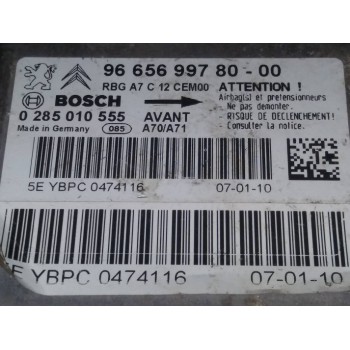 96 656 997 80 - 00
RBG A7 C 12 CEM00 ATTENTION !
BOSCH
Airbag(s) et pretensionneurs
Ne pas demonter.
0 285 010 555 AVANT
RISQUE DE DECLENCHEMENT!
Made in Germany 085 A70/A71
Consulter la notice.
5E YBPC 0474116 07-01-10
5E YBPC 0474116 07-01-10